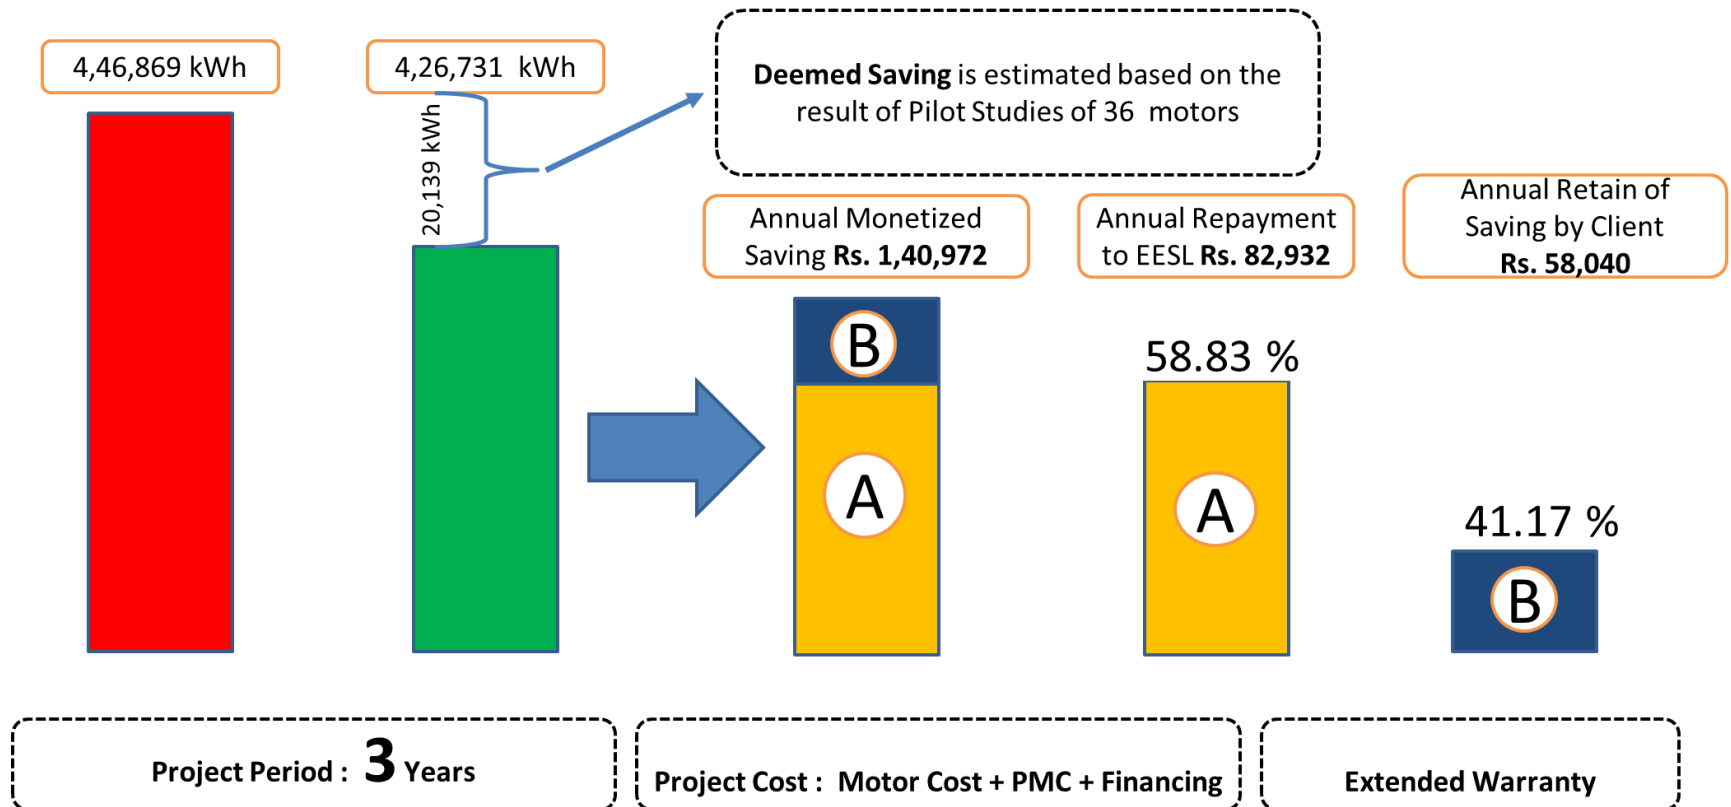 4,46,869 kWh
4,26,731 kWh
20,139 kWh
Deemed Saving is estimated based on the
result of Pilot Studies of 36 motors
Annual Monetized
Saving Rs. 1,40,972
Annual Repayment
to EESL Rs. 82,932
Annual Retain of
Saving by Client
Rs. 58,040
B
A
58.83 %
A
41.17 %
B
Project Period : 3 Years
Project Cost : Motor Cost + PMC + Financing
Extended Warranty